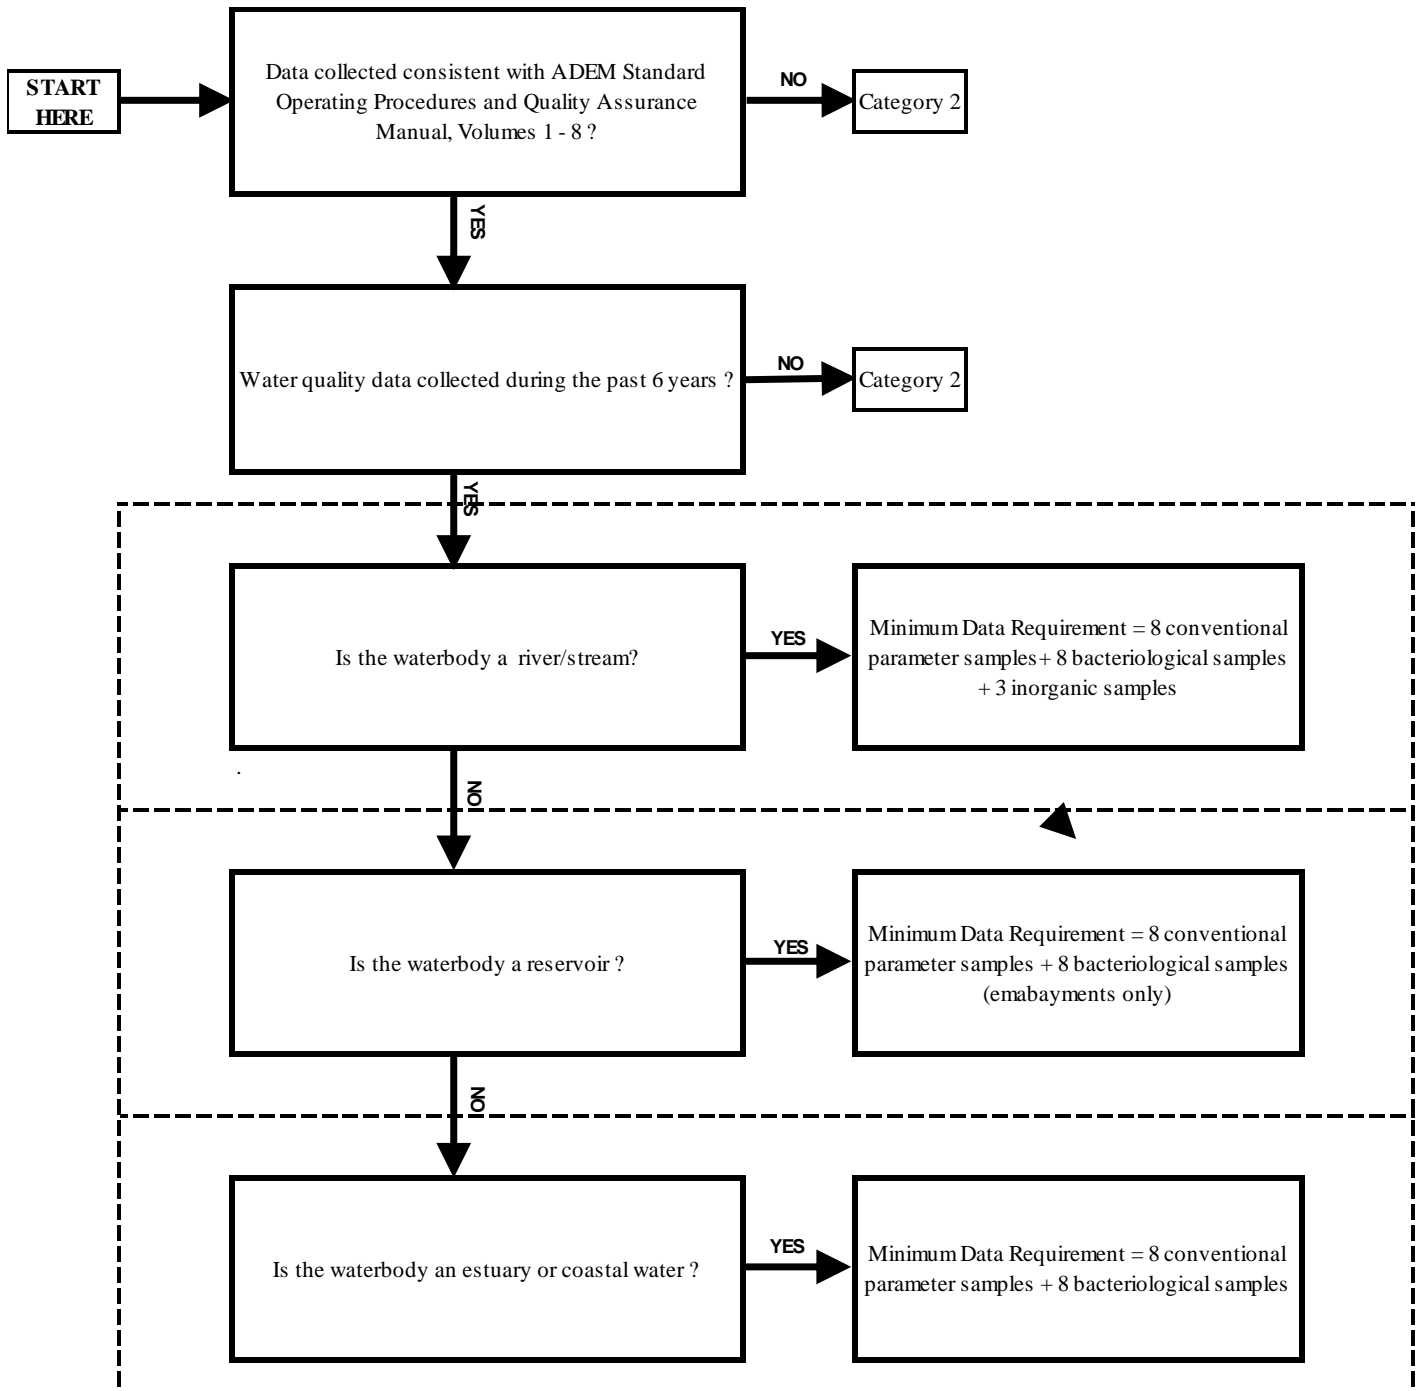 START
HERE
Data collected consistent with ADEM Standard
Operating Procedures and Quality Assurance
Manual, Volumes 1 - 8 ?
NO
Category 2
YES
Water quality data collected during the past 6 years ?
NO
Category 2
YES
Is the waterbody a river/stream?
YES
Minimum Data Requirement = 8 conventional
parameter samples+ 8 bacteriological samples
+ 3 inorganic samples
.
NO
Is the waterbody a reservoir ?
YES
Minimum Data Requirement = 8 conventional
parameter samples + 8 bacteriological samples
(emabayments only)
NO
Is the waterbody an estuary or coastal water ?
YES
Minimum Data Requirement = 8 conventional
parameter samples + 8 bacteriological samples